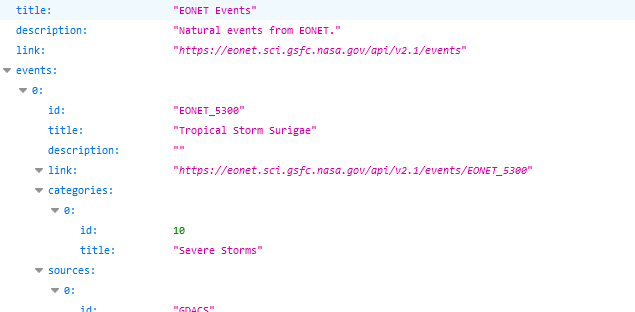 title: "EONET Events"
description: "Natural events from EONET."
link: "https://eonet.sci.gsfc.nasa.gov/api/v2.1/events"
events:
0:
id: "EONET_5300"
title: "Tropical Storm Surigae"
description: ""
link: "https://eonet.sci.gsfc.nasa.gov/api/v2.1/events/EONET_5300"
categories:
0:
id: 10
title: "Severe Storms"
sources:
0:
id: "GDACS"